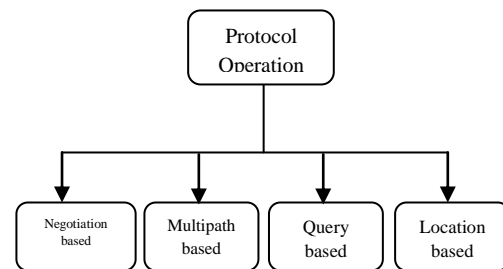 Protocol
Operation
Negotiation
based
Multipath
based
Query
based
Location
based